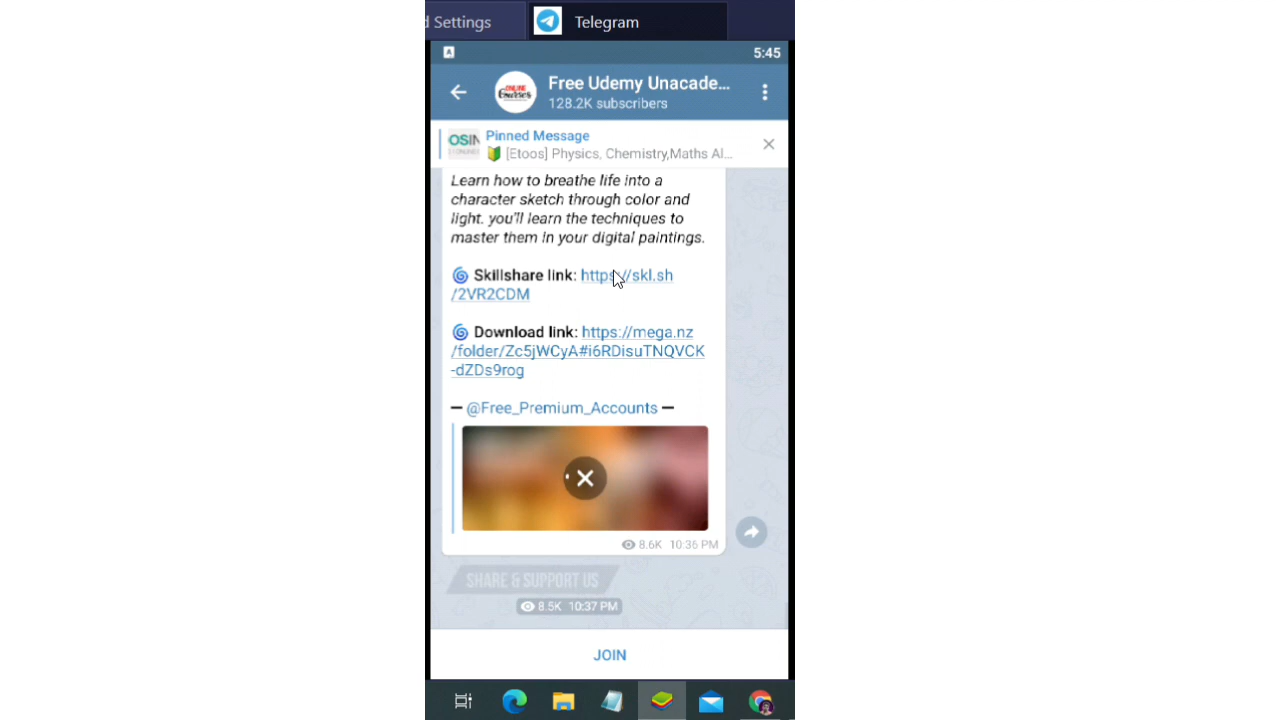 d Settings
Telegram
A
5:45
Free Udemy Unacade...
128.2K subscribers
ONLINE
Courses
OSIN
Pinned Message
[Etoos] Physics, Chemistry,Maths Al...
Learn how to breathe life into a
character sketch through color and
light. you'll learn the techniques to
master them in your digital paintings.
Skillshare link: https://skl.sh
/2VR2CDM
Download link: https://mega.nz
/folder/Zc5jWCyA#i6RDisuTNQVCK
-dZDs9rog
— @Free_Premium_Accounts —
8.6K 10:36 PM
SHARE & SUPPORT US
8.5K 10:37 PM
JOIN